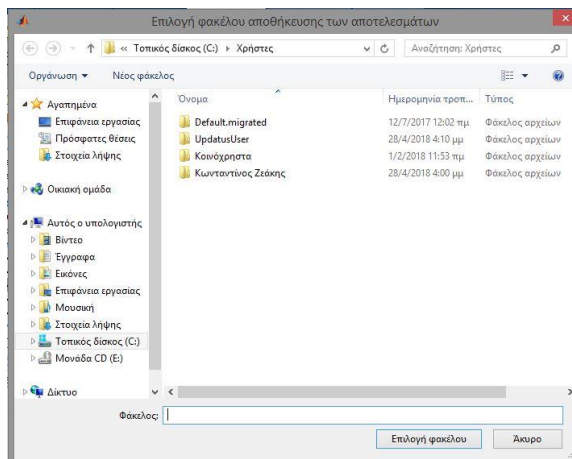 Επιλογή φακέλου αποθήκευσης των αποτελεσμάτων
« Τοπικός δίσκος (C:) Χρήστες
Αναζήτηση: Χρήστες
Οργάνωση Νέος φάκελος
Αγαπημένα
Επιφάνεια εργασίας
Πρόσφατες θέσεις
Στοιχεία λήψης
Οικιακή ομάδα
Αυτός ο υπολογιστής
Βίντεο
Έγγραφα
Εικόνες
Επιφάνεια εργασίας
Μουσική
Στοιχεία λήψης
Τοπικός δίσκος (C:)
Μονάδα CD (E:)
Δίκτυο
Όνομα Ημερομηνία τροπ... Τύπος
Default.migrated 12/7/2017 12:02 πμ Φάκελος αρχείων
UpdatusUser 28/4/2018 4:10 μμ Φάκελος αρχείων
Κοινόχρηστα 1/2/2018 11:53 πμ Φάκελος αρχείων
Κωνταντίνος Ζεάκης 28/4/2018 4:00 μμ Φάκελος αρχείων
Φάκελος:
Επιλογή φακέλου Άκυρο